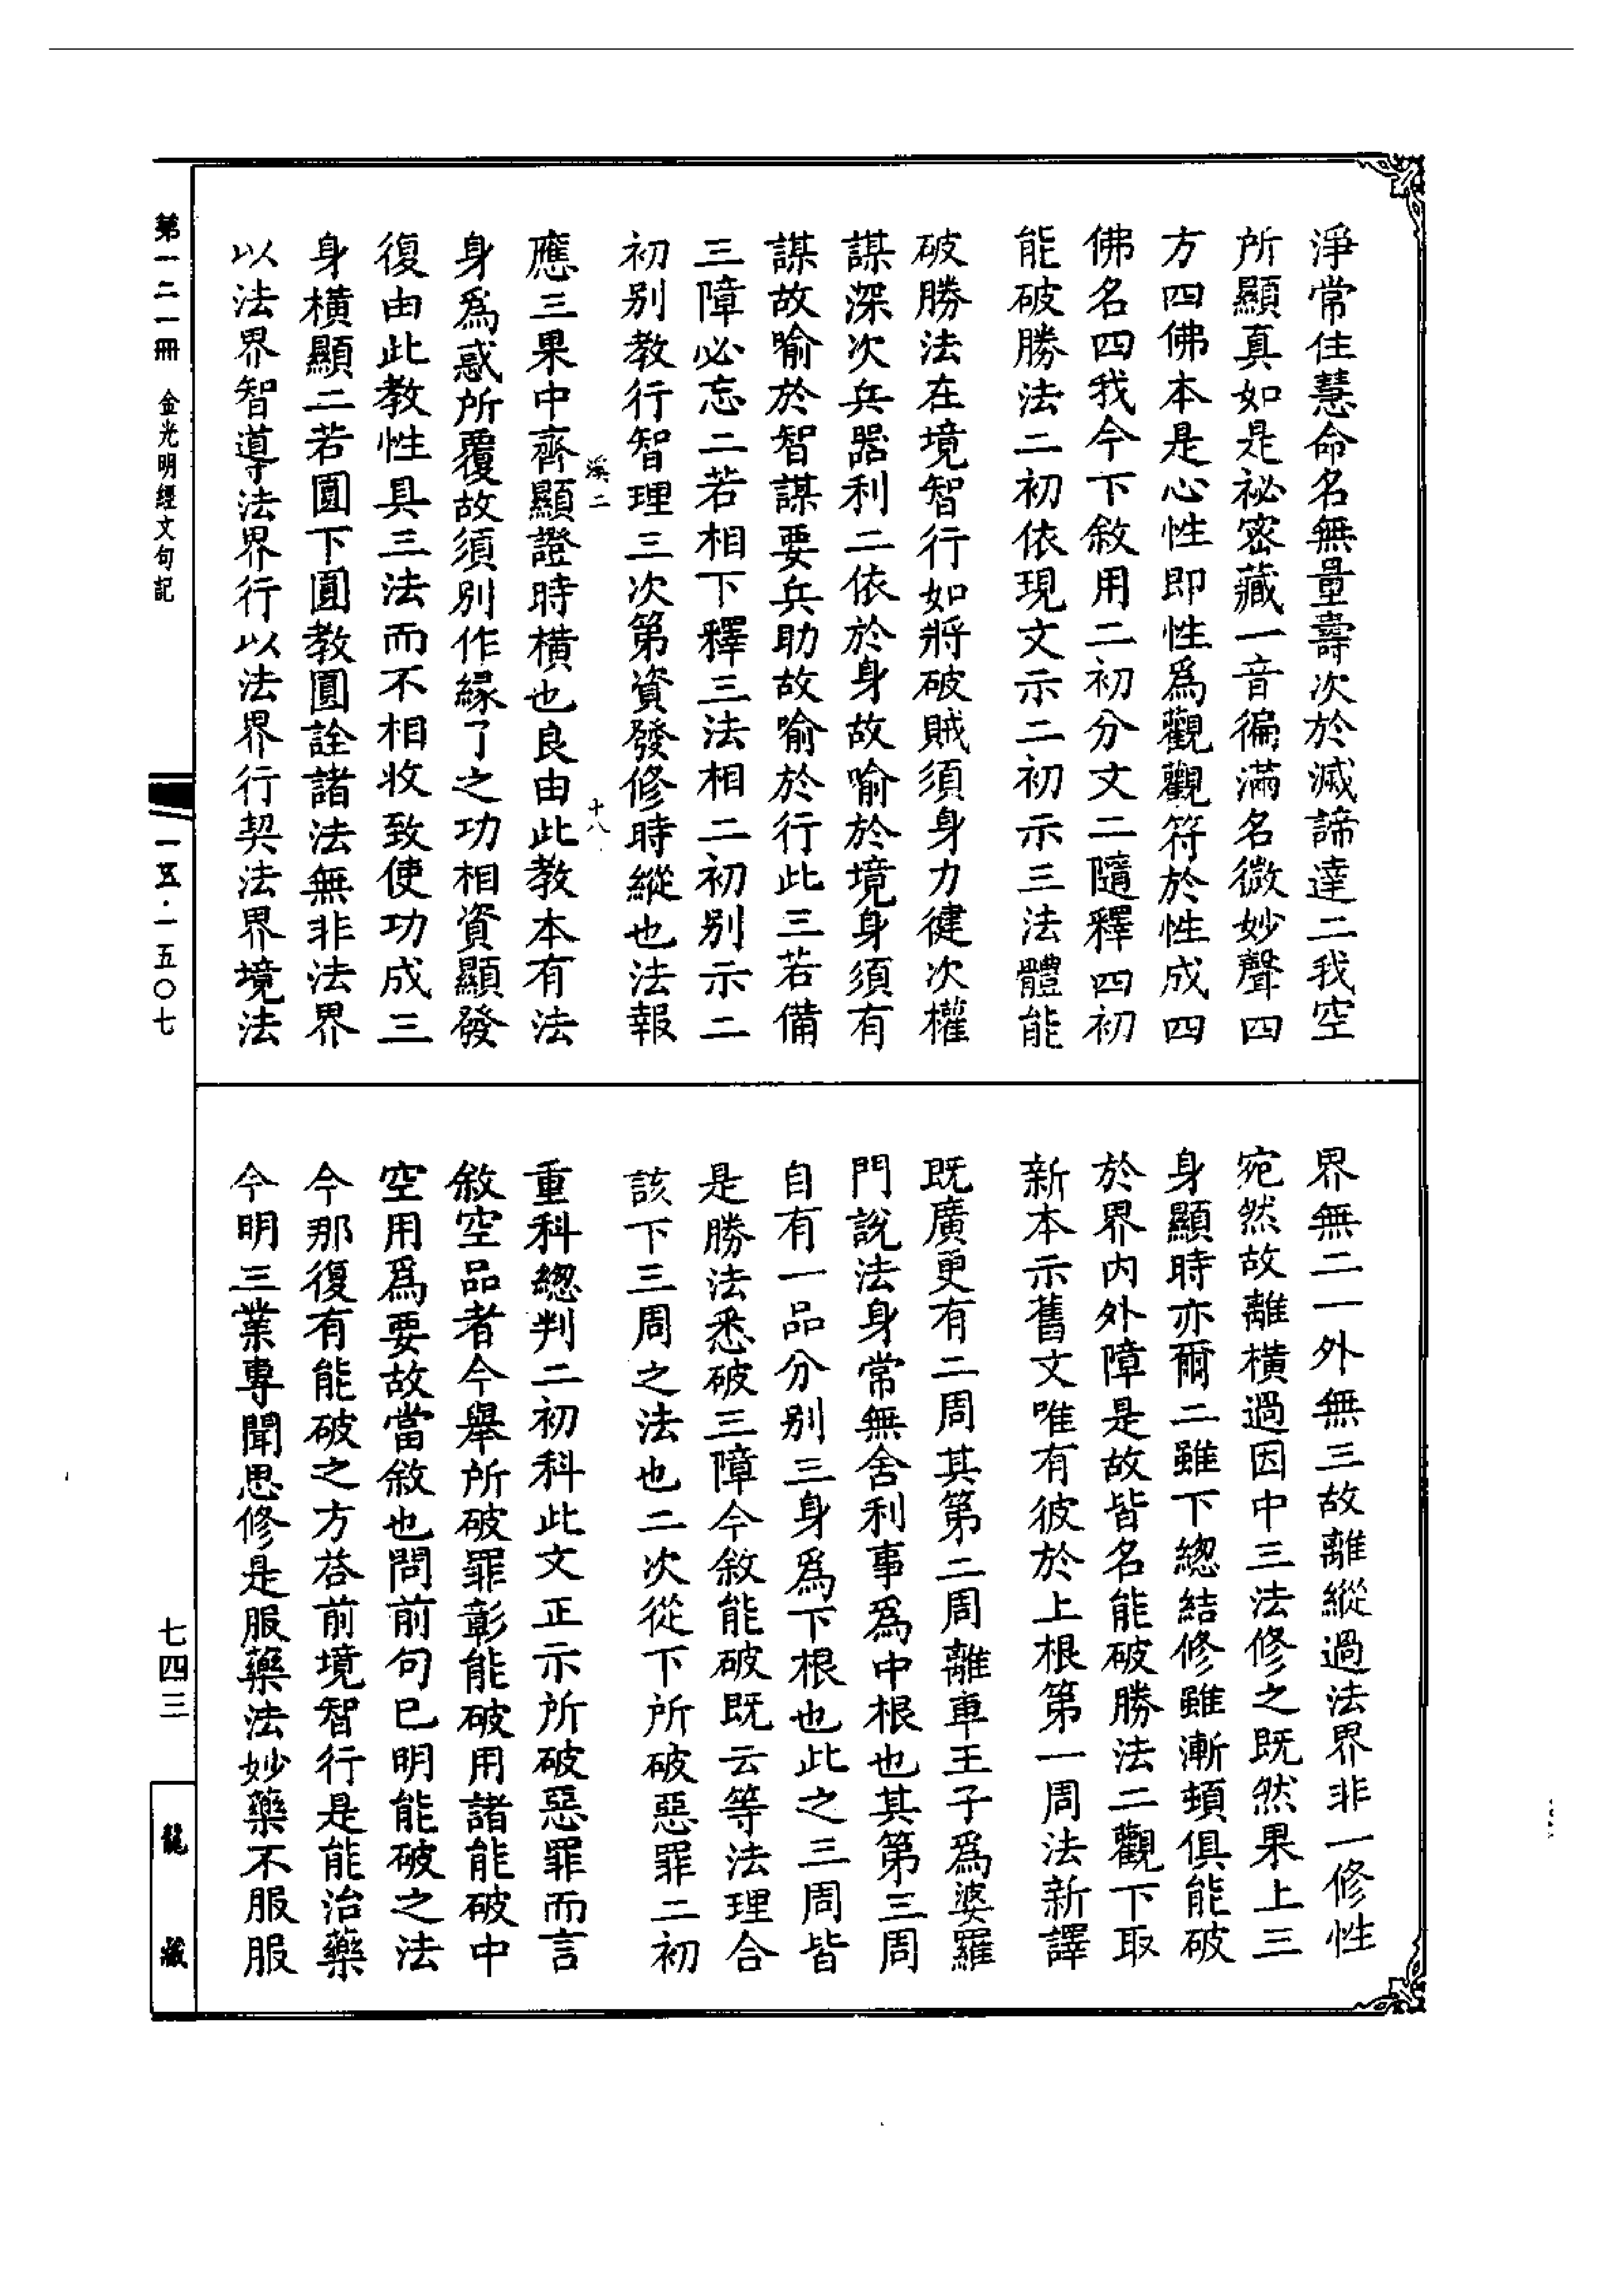 淨常住慧命名無量壽次於滅諦達二我空
所顯真如是祕密藏一音徧滿名微妙聲四
方四佛本是心性即性爲觀觀符於性成四
佛名四我今下敘用二初分文二隨釋四初
能破勝法二初依現文示二初示三法體能
破勝法在境智行如將破賊須身力健次權
謀深次兵器利二依於身故喻於境身須有
謀故喻於智謀要兵助故喻於行此三若備
三障必忘二若相下釋三法相二初別示二
初別教行智理三次第資發修時縱也法報
溪二 十八
應三果中齊顯證時橫也良由此教本有法
身爲惑所覆故須別作緣了之功相資顯發
復由此教性具三法而不相收致使功成三
身橫顯二若圓下圓教圓詮諸法無非法界
以法界智導法界行以法界行契法界境法
界無二一外無三故離縱過法界非一修性
宛然故離橫過因中三法修之既然果上三
身顯時亦爾二雖下總結修雖漸頓俱能破
於界內外障是故皆名能破勝法二觀下取
新本示舊文唯有彼於上根第一周法新譯
既廣更有二周其第二周離車王子爲婆羅
門說法身常無舍利事爲中根也其第三周
自有一品分別三身爲下根也此之三周皆
是勝法悉破三障今敘能破既云等法理合
該下三周之法也二次從下所破惡罪二初
重科總判二初科此文正示所破惡罪而言
敘空品者今舉所破罪彰能破用諸能破中
空用爲要故當敘也問前句已明能破之法
今那復有能破之方答前境智行是能治藥
今明三業專聞思修是服藥法妙藥不服服
第一二一冊 金光明經文句記
一五·一五〇七
七四三
龍藏